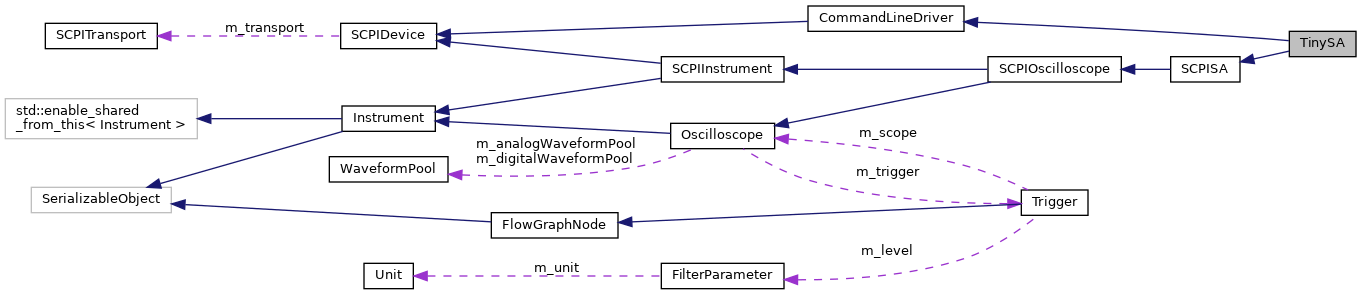 CommandLineDriver
m_transport
SCPITransport
SCPIDevice
TinySA
SCPIInstrument
SCPIOscilloscope
SCPISA
std::enable_shared
_from_this< Instrument >
Instrument
Oscilloscope
m_scope
m_analogWaveformPool
m_digitalWaveformPool
WaveformPool
m_trigger
SerializableObject
Trigger
FlowGraphNode
m_level
m_unit
Unit
FilterParameter